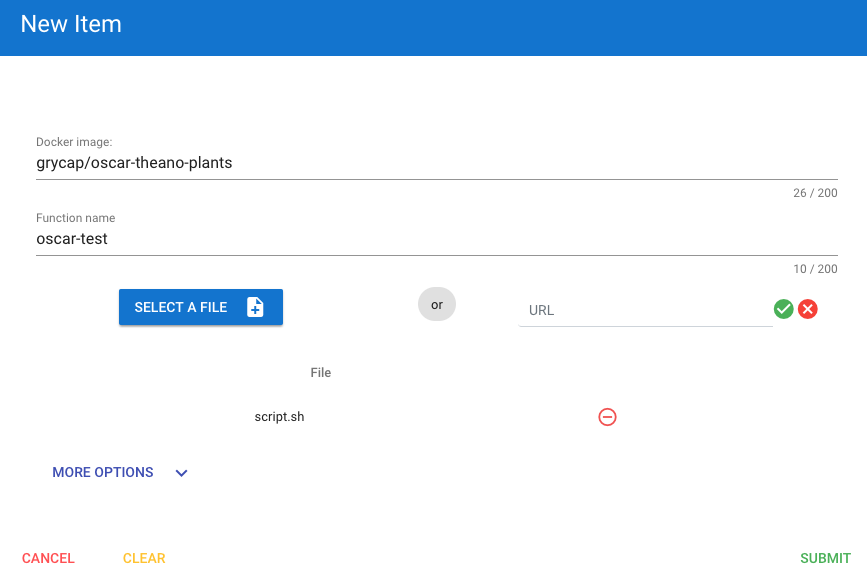 New Item
Docker image:
grycap/oscar-theano-plants
26 / 200
Function name
oscar-test
10 / 200
SELECT A FILE or URL
File
script.sh
MORE OPTIONS
CANCEL CLEAR SUBMIT